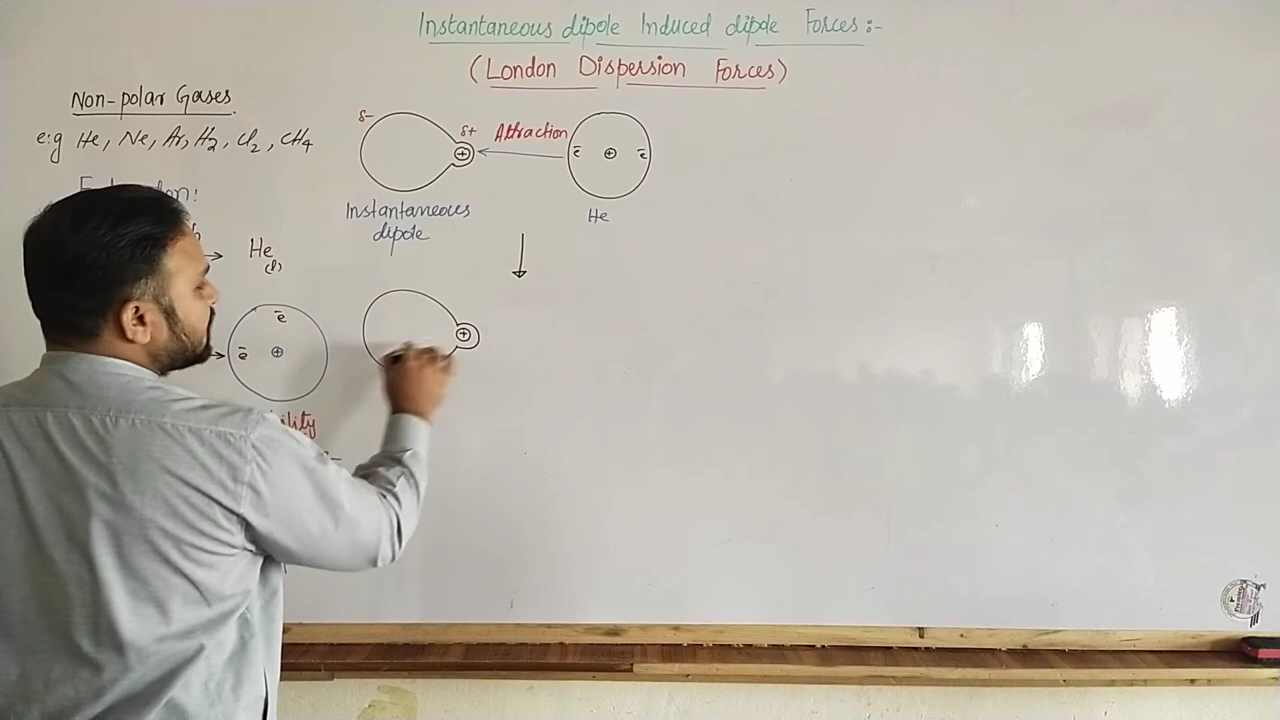 Instantaneous dipole Induced dipole Forces:-
(London Dispersion Forces)
Non-polar Gases
e.g He, Ne, Ar, H2, Cl2, CH4
δ- δ+ Attraction
+ ē + ē
Instantaneous dipole
He
He(l)
ē
ē +
+